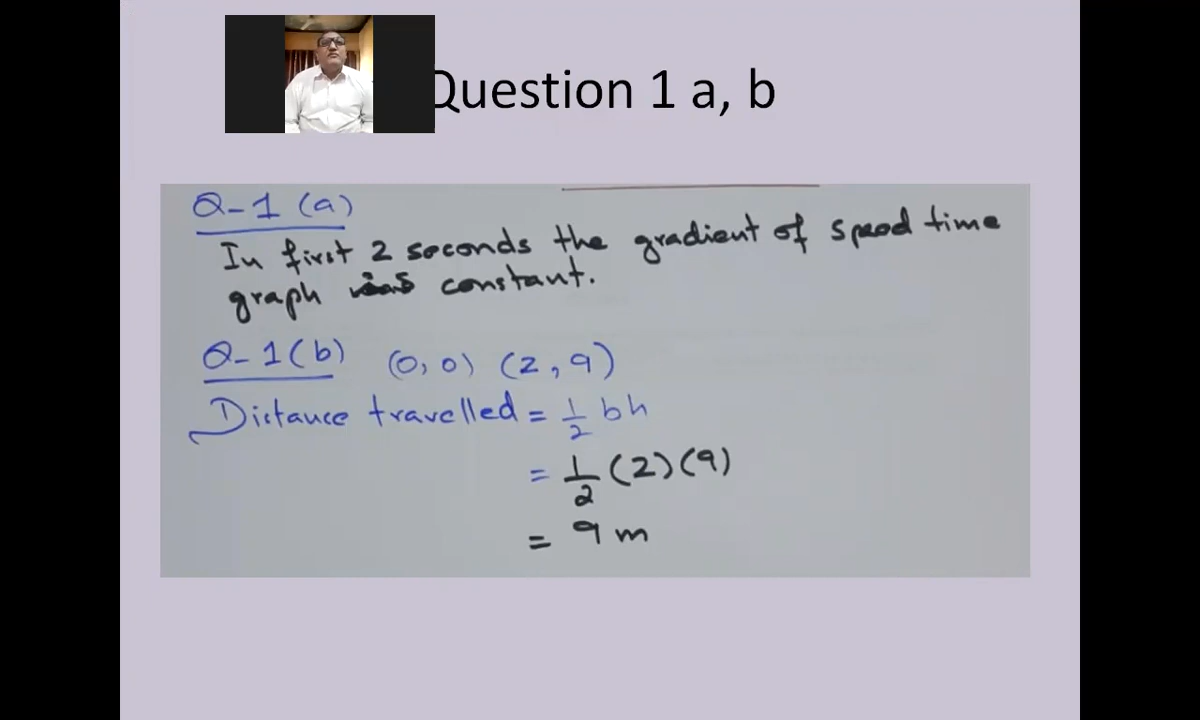 Question 1 a, b
Q-1 (a)
In first 2 seconds the gradient of speed time
graph is constant.
Q-1(b) (0,0) (2,9)
Distance travelled = 1/2 bh
= 1/2 (2)(9)
= 9 m